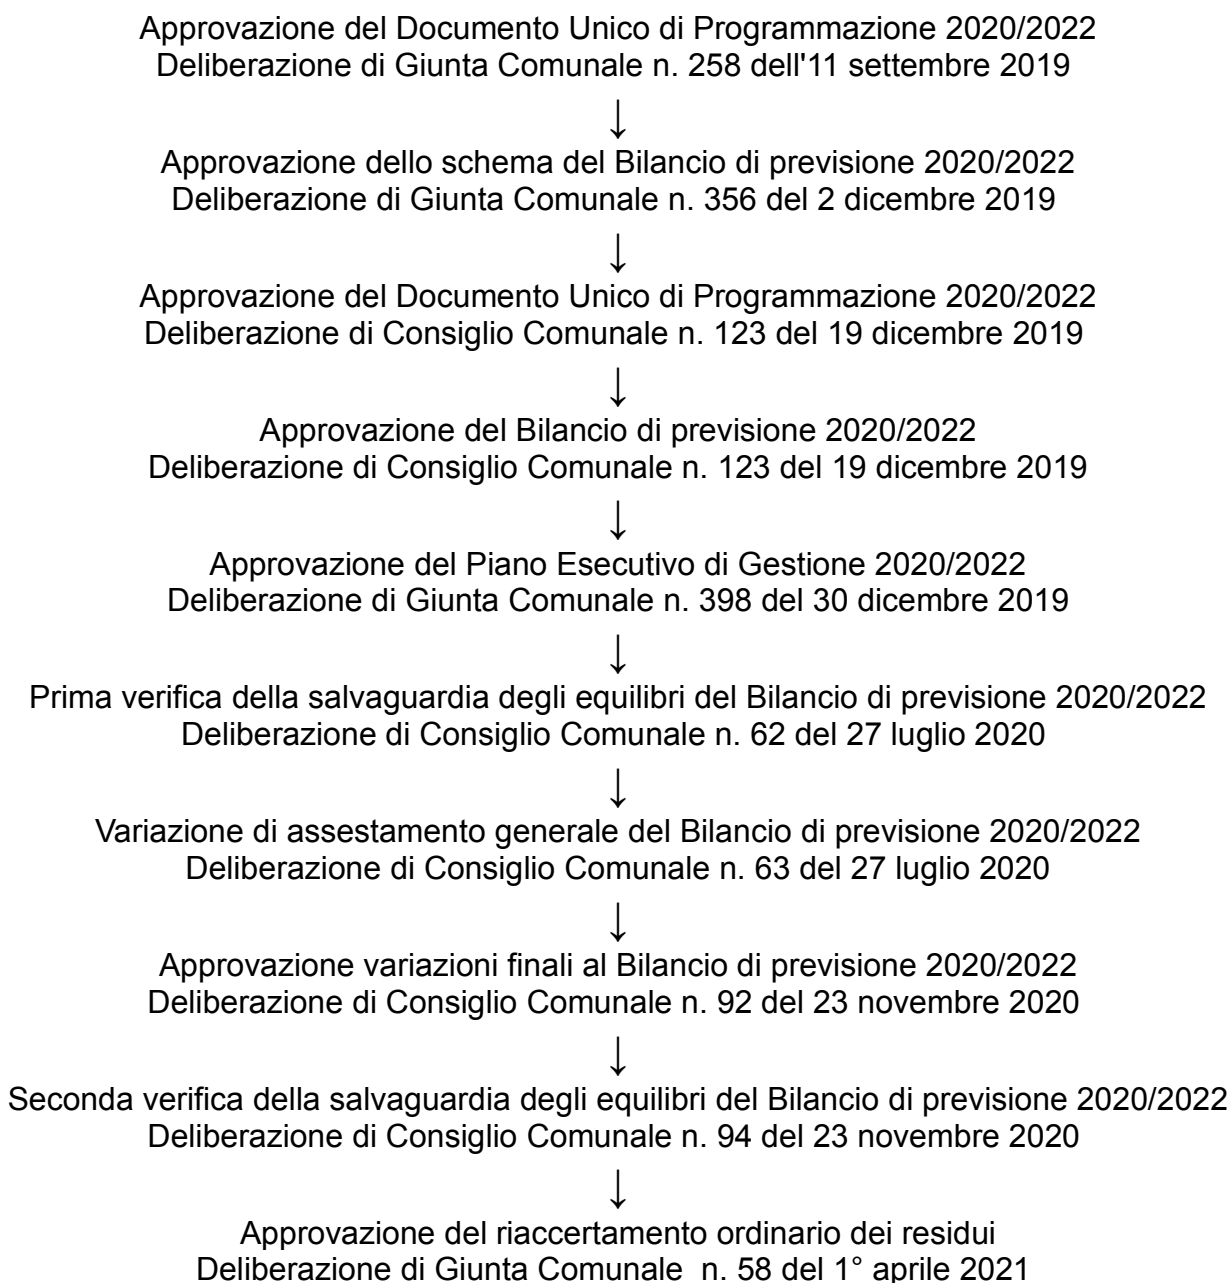 Approvazione del Documento Unico di Programmazione 2020/2022
Deliberazione di Giunta Comunale n. 258 dell'11 settembre 2019
↓
Approvazione dello schema del Bilancio di previsione 2020/2022
Deliberazione di Giunta Comunale n. 356 del 2 dicembre 2019
↓
Approvazione del Documento Unico di Programmazione 2020/2022
Deliberazione di Consiglio Comunale n. 123 del 19 dicembre 2019
↓
Approvazione del Bilancio di previsione 2020/2022
Deliberazione di Consiglio Comunale n. 123 del 19 dicembre 2019
↓
Approvazione del Piano Esecutivo di Gestione 2020/2022
Deliberazione di Giunta Comunale n. 398 del 30 dicembre 2019
↓
Prima verifica della salvaguardia degli equilibri del Bilancio di previsione 2020/2022
Deliberazione di Consiglio Comunale n. 62 del 27 luglio 2020
↓
Variazione di assestamento generale del Bilancio di previsione 2020/2022
Deliberazione di Consiglio Comunale n. 63 del 27 luglio 2020
↓
Approvazione variazioni finali al Bilancio di previsione 2020/2022
Deliberazione di Consiglio Comunale n. 92 del 23 novembre 2020
↓
Seconda verifica della salvaguardia degli equilibri del Bilancio di previsione 2020/2022
Deliberazione di Consiglio Comunale n. 94 del 23 novembre 2020
↓
Approvazione del riaccertamento ordinario dei residui
Deliberazione di Giunta Comunale  n. 58 del 1° aprile 2021